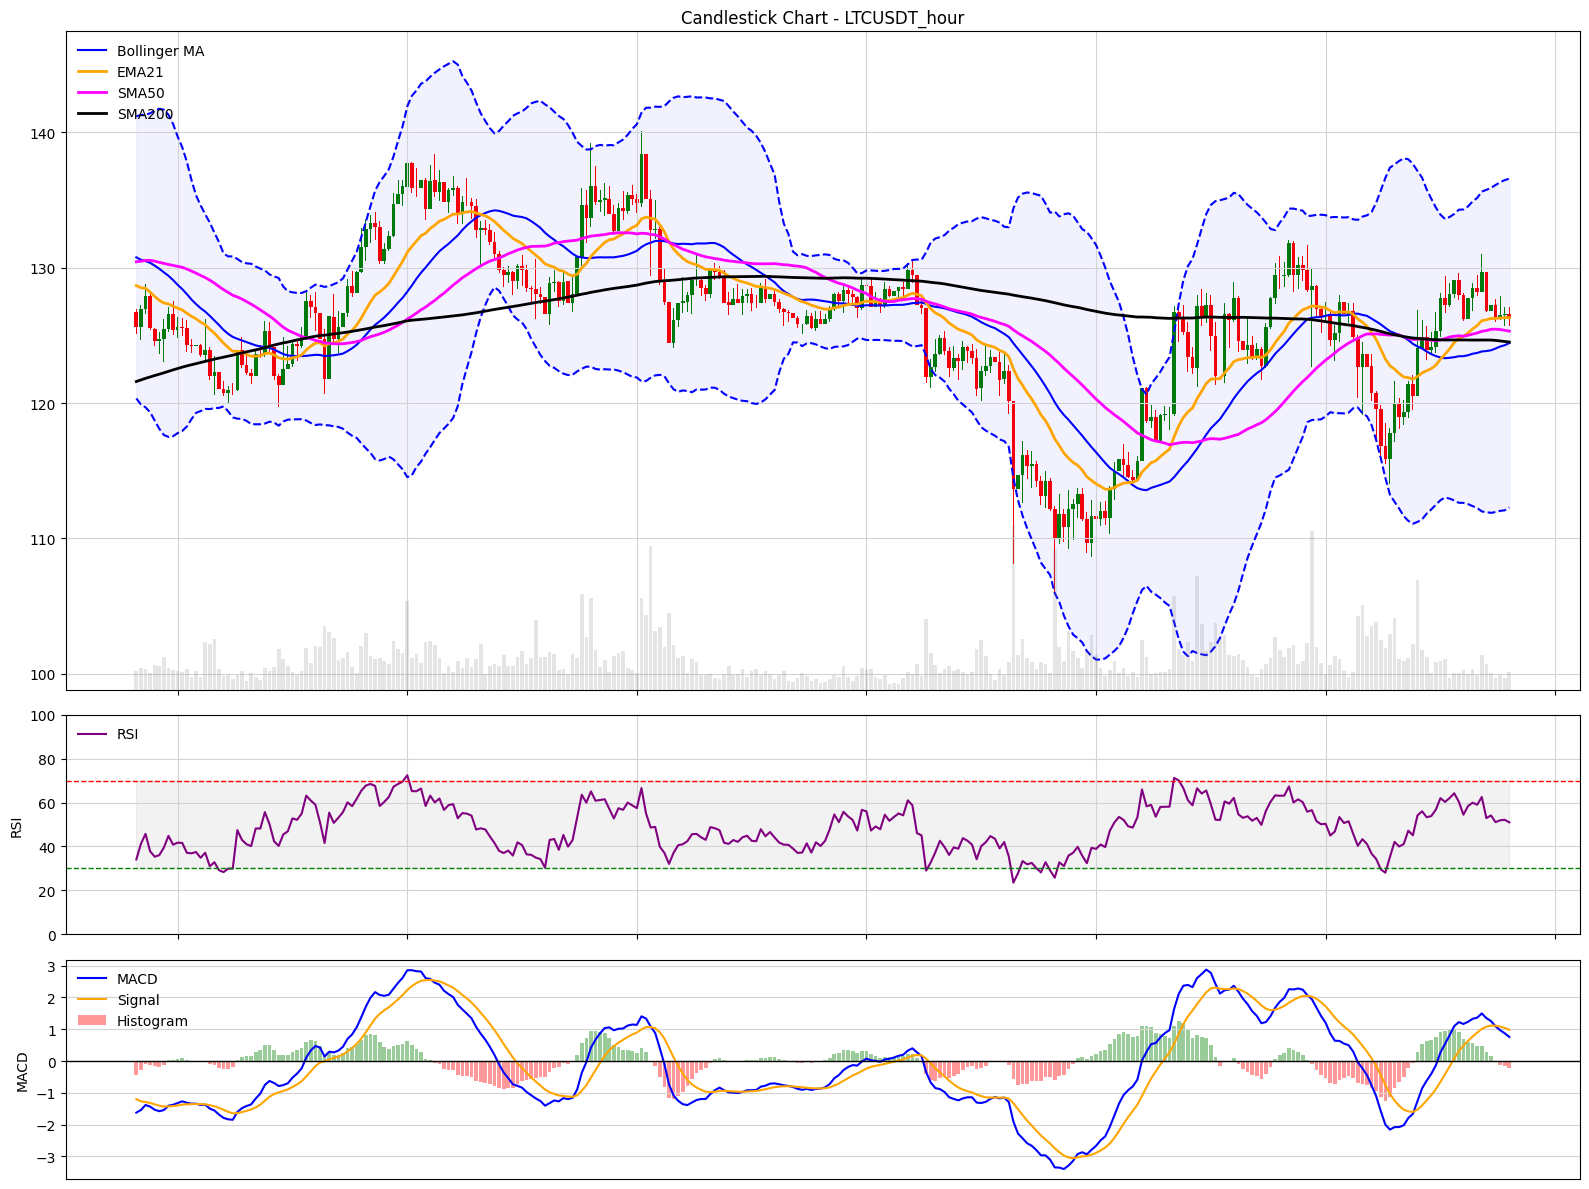 Candlestick Chart - LTCUSDT_hour
Bollinger MA
EMA21
SMA50
SMA200
140
130
120
110
100
RSI
100
80
60
40
20
0
RSI
MACD
Signal
Histogram
3
2
1
0
−1
−2
−3
MACD